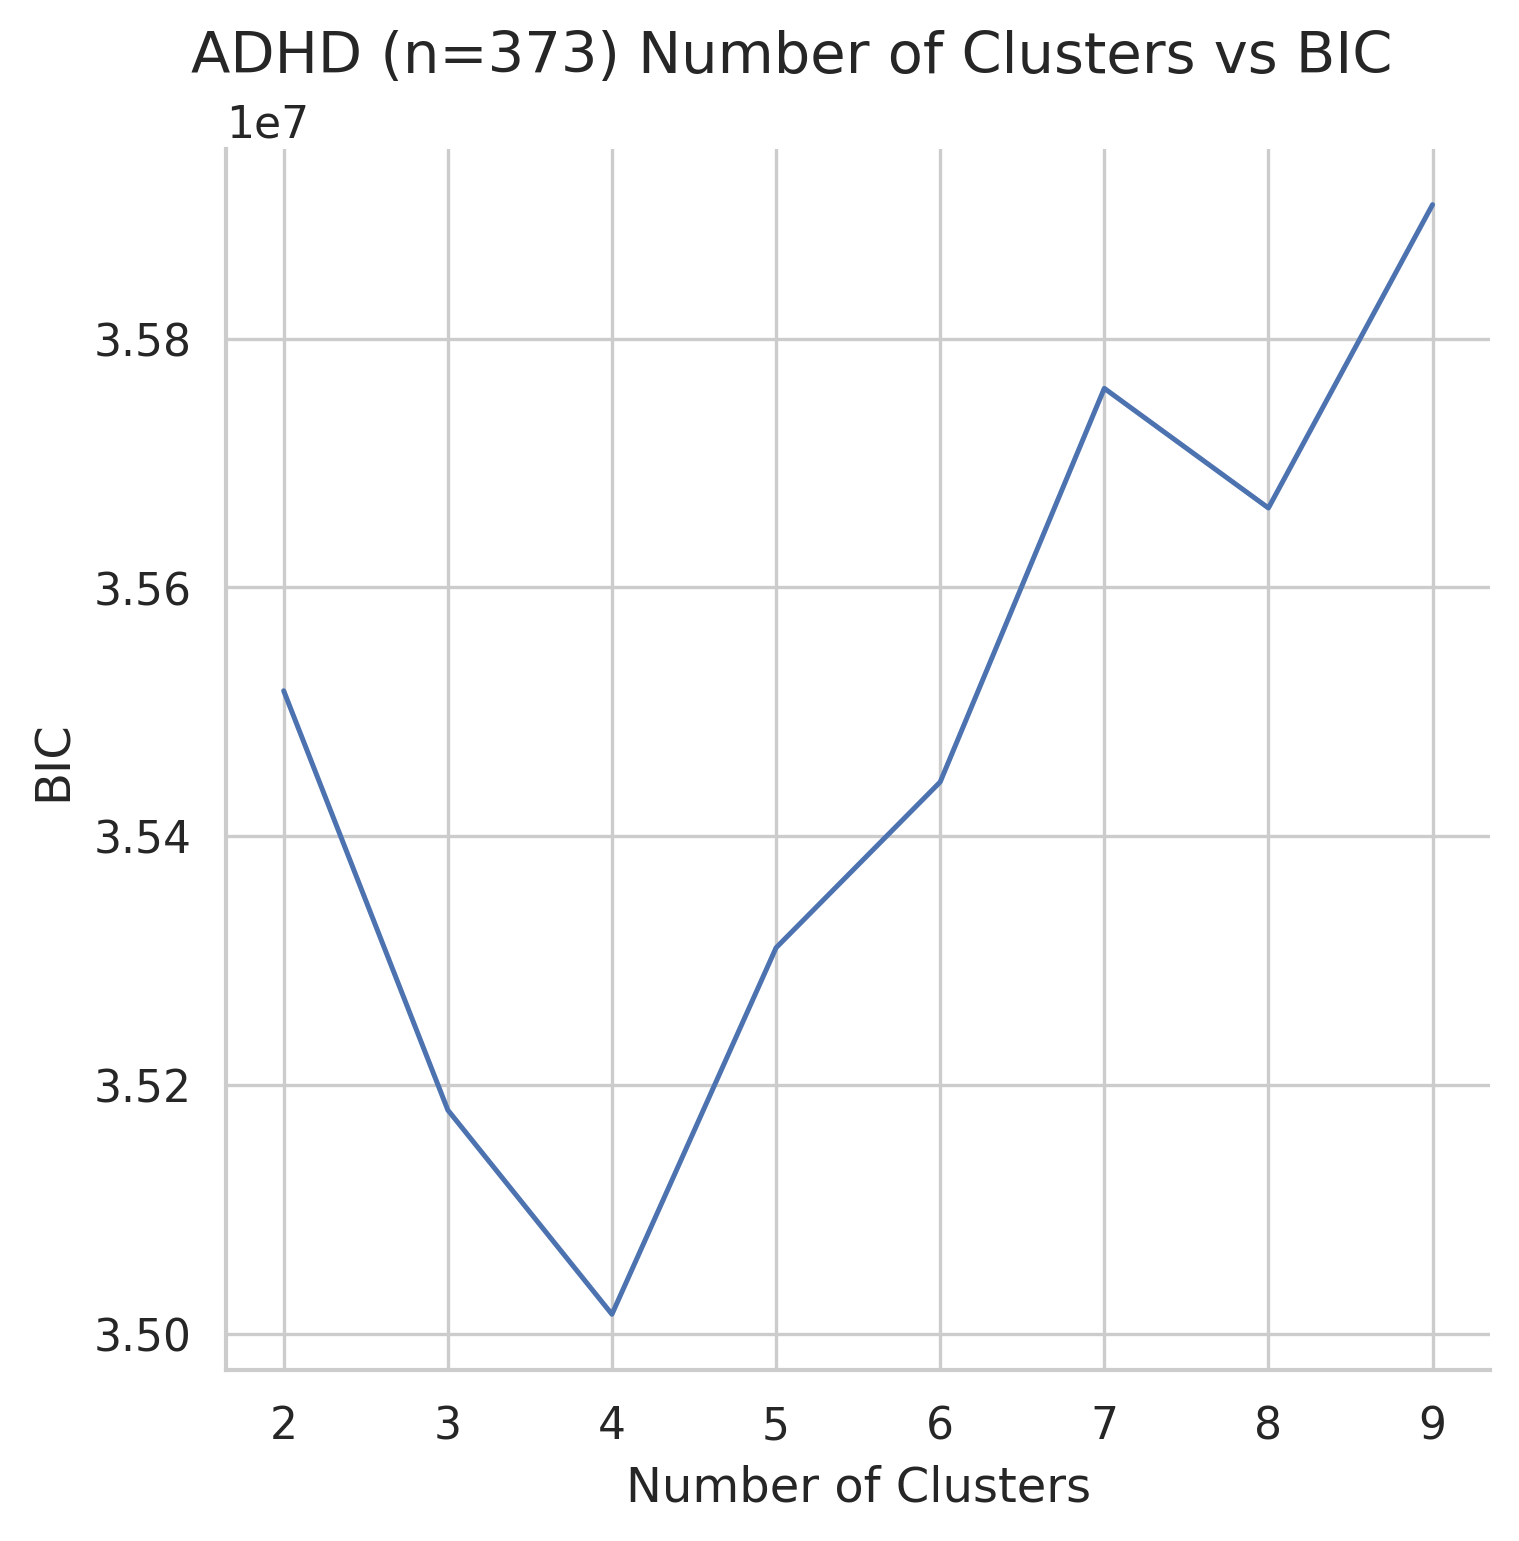 ADHD (n=373) Number of Clusters vs BIC
1e7
3.58
3.56
3.54
3.52
3.50
BIC
2 3 4 5 6 7 8 9
Number of Clusters